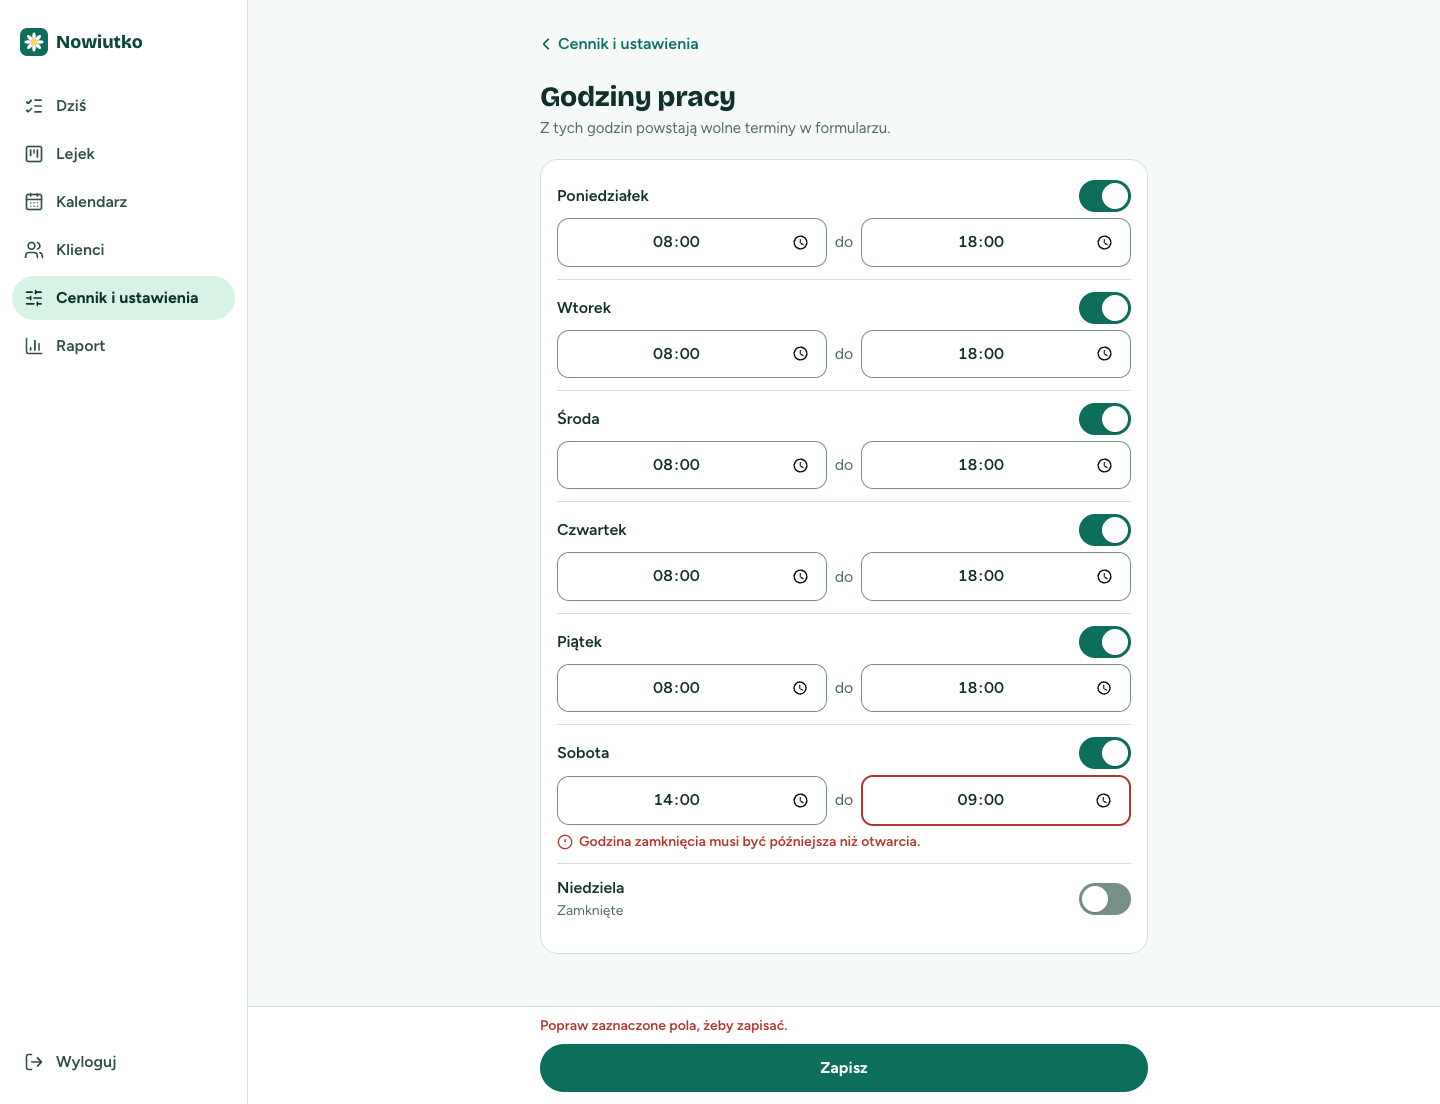 Nowiutko
Dziś
Lejek
Kalendarz
Klienci
Cennik i ustawienia
Raport
Wyloguj
Cennik i ustawienia
Godziny pracy
Z tych godzin powstają wolne terminy w formularzu.
Poniedziałek
08:00 do 18:00
Wtorek
08:00 do 18:00
Środa
08:00 do 18:00
Czwartek
08:00 do 18:00
Piątek
08:00 do 18:00
Sobota
14:00 do 09:00
Godzina zamknięcia musi być późniejsza niż otwarcia.
Niedziela
Zamknięte
Popraw zaznaczone pola, żeby zapisać.
Zapisz